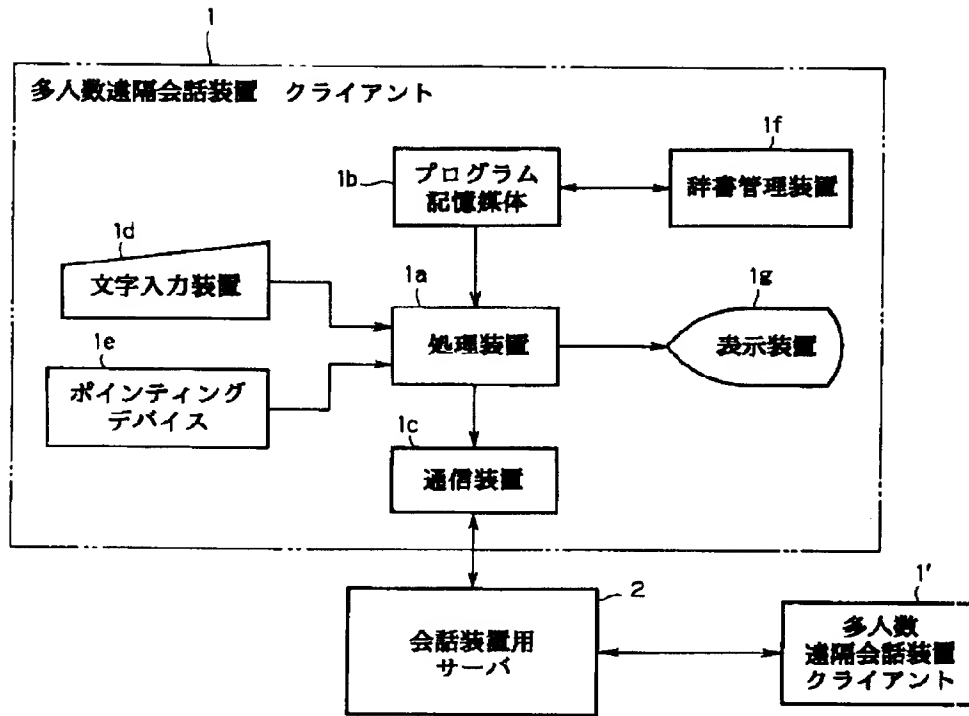 1
多人数遠隔会話装置 クライアント
1f
1b
プログラム
記憶媒体
辞書管理装置
1d
文字入力装置
1a
処理装置
1g
表示装置
1e
ポインティング
デバイス
1c
通信装置
2
会話装置用
サーバ
1′
多人数
遠隔会話装置
クライアント